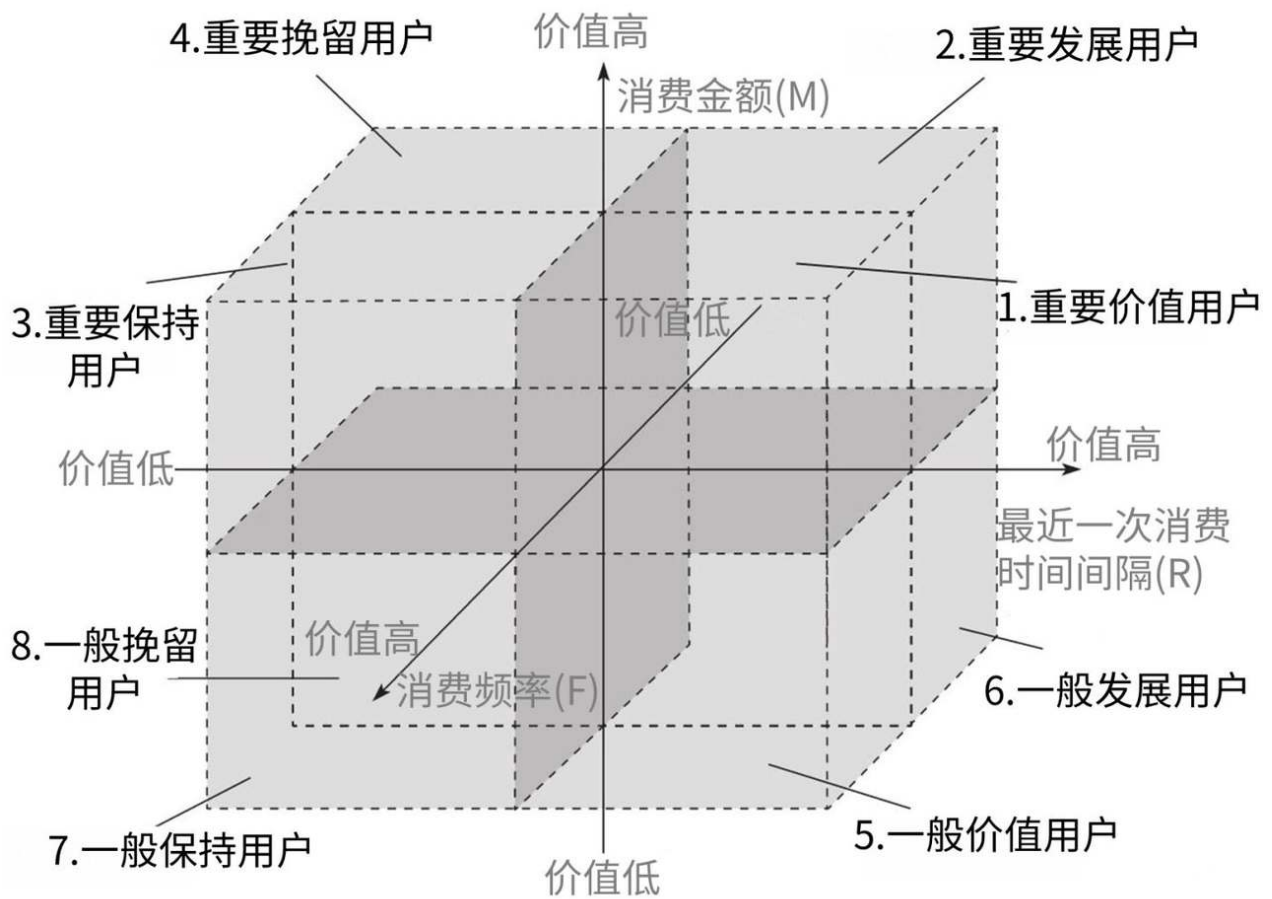 4.重要挽留用户
价值高
2.重要发展用户
消费金额(M)
3.重要保持
用户
价值低
1.重要价值用户
价值低
价值高
最近一次消费
时间间隔(R)
8.一般挽留
用户
价值高
消费频率(F)
6.一般发展用户
7.一般保持用户
5.一般价值用户
价值低